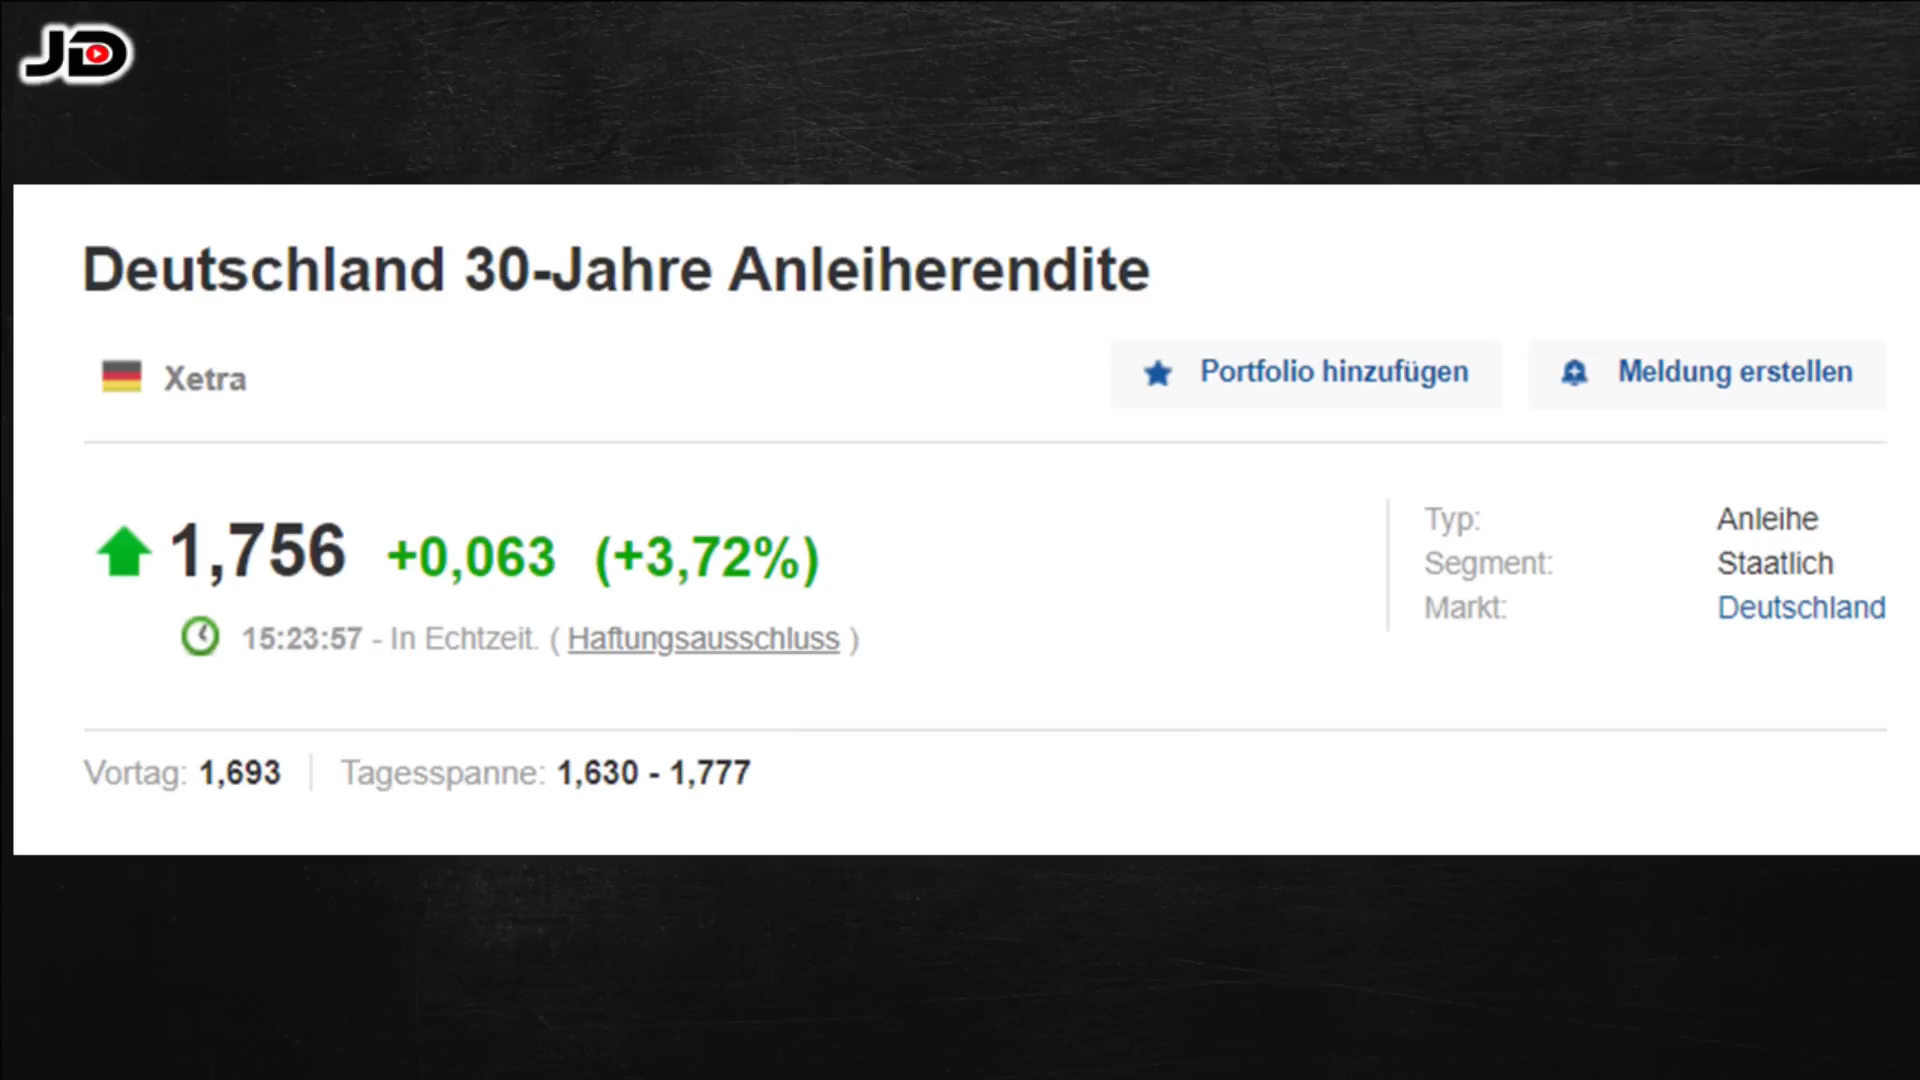 JD
Deutschland 30-Jahre Anleiherendite
Xetra
Portfolio hinzufügen
Meldung erstellen
1,756 +0,063 (+3,72%)
15:23:57 - In Echtzeit. ( Haftungsausschluss )
Typ: Anleihe
Segment: Staatlich
Markt: Deutschland
Vortag: 1,693
Tagesspanne: 1,630 - 1,777